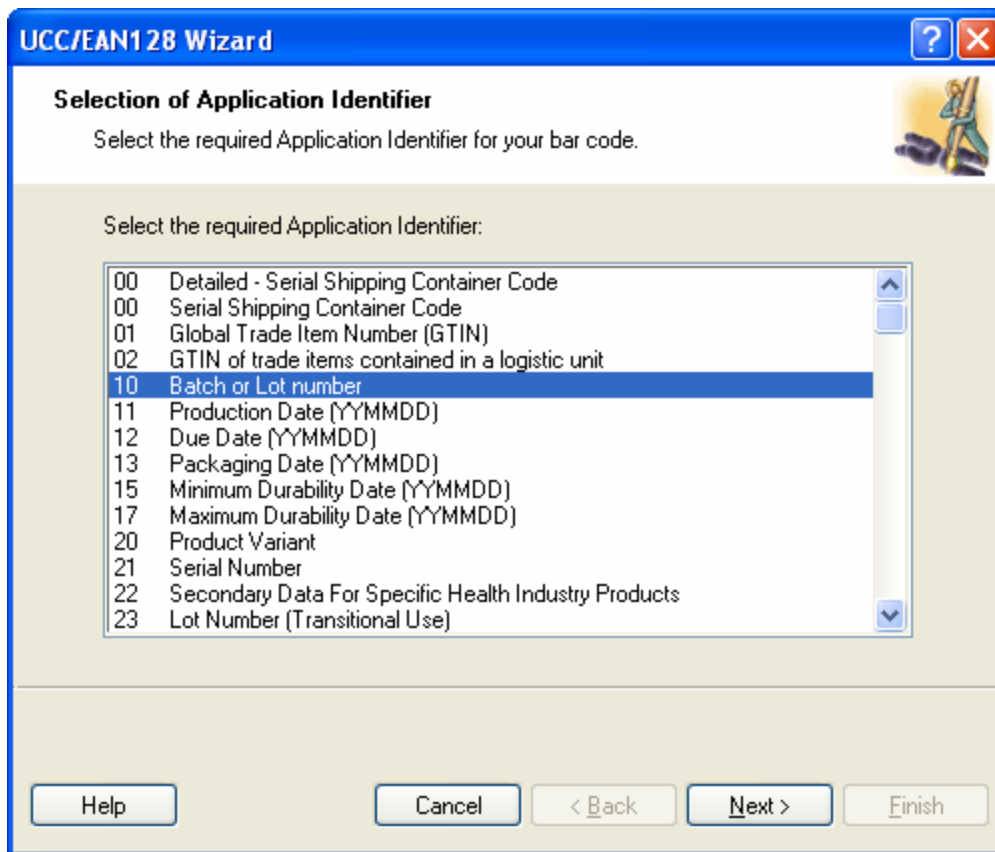 UCC/EAN128 Wizard
Selection of Application Identifier
Select the required Application Identifier for your bar code.
Select the required Application Identifier:
00 Detailed - Serial Shipping Container Code
00 Serial Shipping Container Code
01 Global Trade Item Number (GTIN)
02 GTIN of trade items contained in a logistic unit
10 Batch or Lot number
11 Production Date (YYMMDD)
12 Due Date (YYMMDD)
13 Packaging Date (YYMMDD)
15 Minimum Durability Date (YYMMDD)
17 Maximum Durability Date (YYMMDD)
20 Product Variant
21 Serial Number
22 Secondary Data For Specific Health Industry Products
23 Lot Number (Transitional Use)
Help Cancel < Back Next > Finish